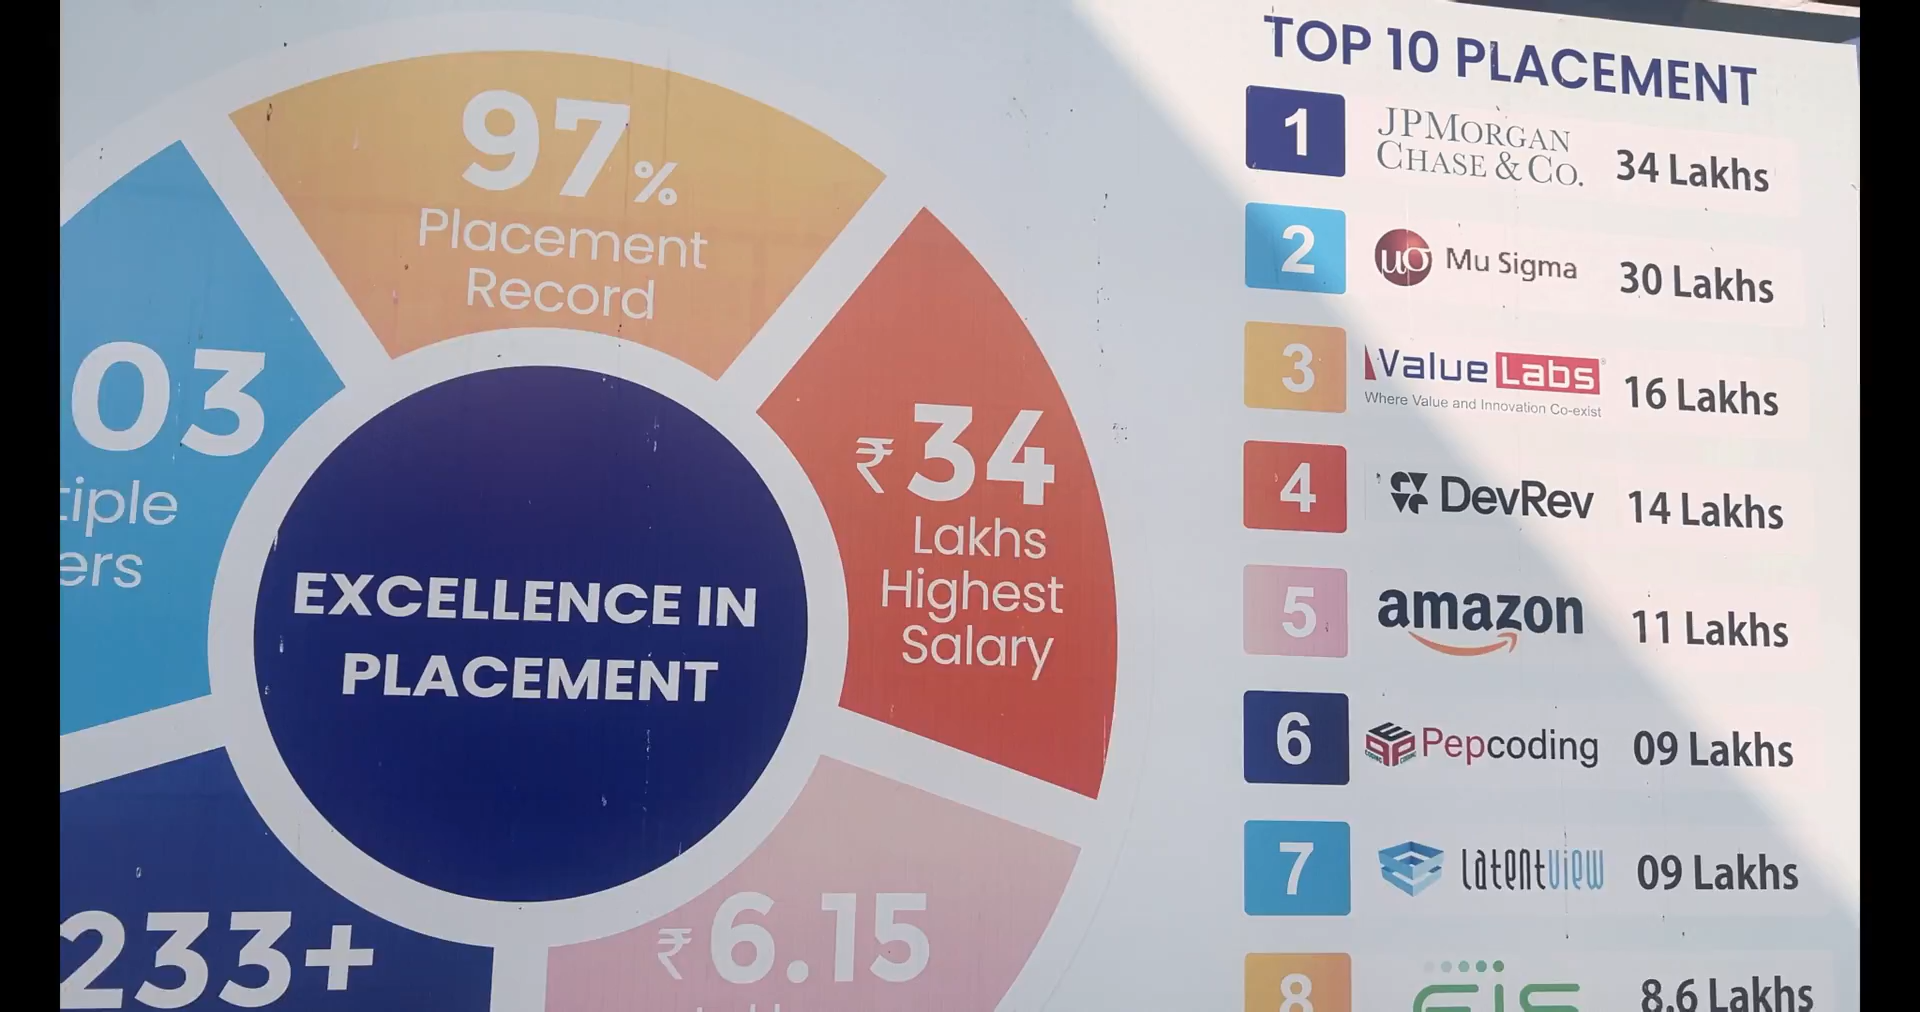 97%
Placement
Record
03
tiple
ers
₹34
Lakhs
Highest
Salary
EXCELLENCE IN
PLACEMENT
233+
₹6.15
TOP 10 PLACEMENT
1 JPMORGAN CHASE & CO. 34 Lakhs
2 μσ Mu Sigma 30 Lakhs
3 Value Labs 16 Lakhs
Where Value and Innovation Co-exist
4 DevRev 14 Lakhs
5 amazon 11 Lakhs
6 Pepcoding 09 Lakhs
7 LatentView 09 Lakhs
8 8.6 Lakhs